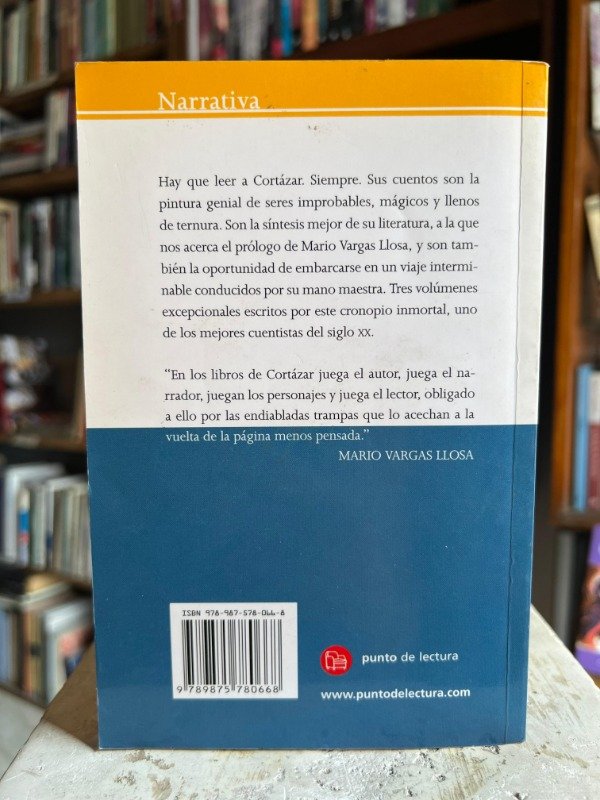 Narrativa
Hay que leer a Cortázar. Siempre. Sus cuentos son la
pintura genial de seres improbables, mágicos y llenos
de ternura. Son la síntesis mejor de su literatura, a la que
nos acerca el prólogo de Mario Vargas Llosa, y son tam-
bién la oportunidad de embarcarse en un viaje intermi-
nable conducidos por su mano maestra. Tres volúmenes
excepcionales escritos por este cronopio inmortal, uno
de los mejores cuentistas del siglo XX.
“En los libros de Cortázar juega el autor, juega el na-
rrador, juegan los personajes y juega el lector, obligado
a ello por las endiabladas trampas que lo acechan a la
vuelta de la página menos pensada.”
MARIO VARGAS LLOSA
ISBN 978-987-578-066-8
9 789875 780668
punto de lectura
www.puntodelectura.com